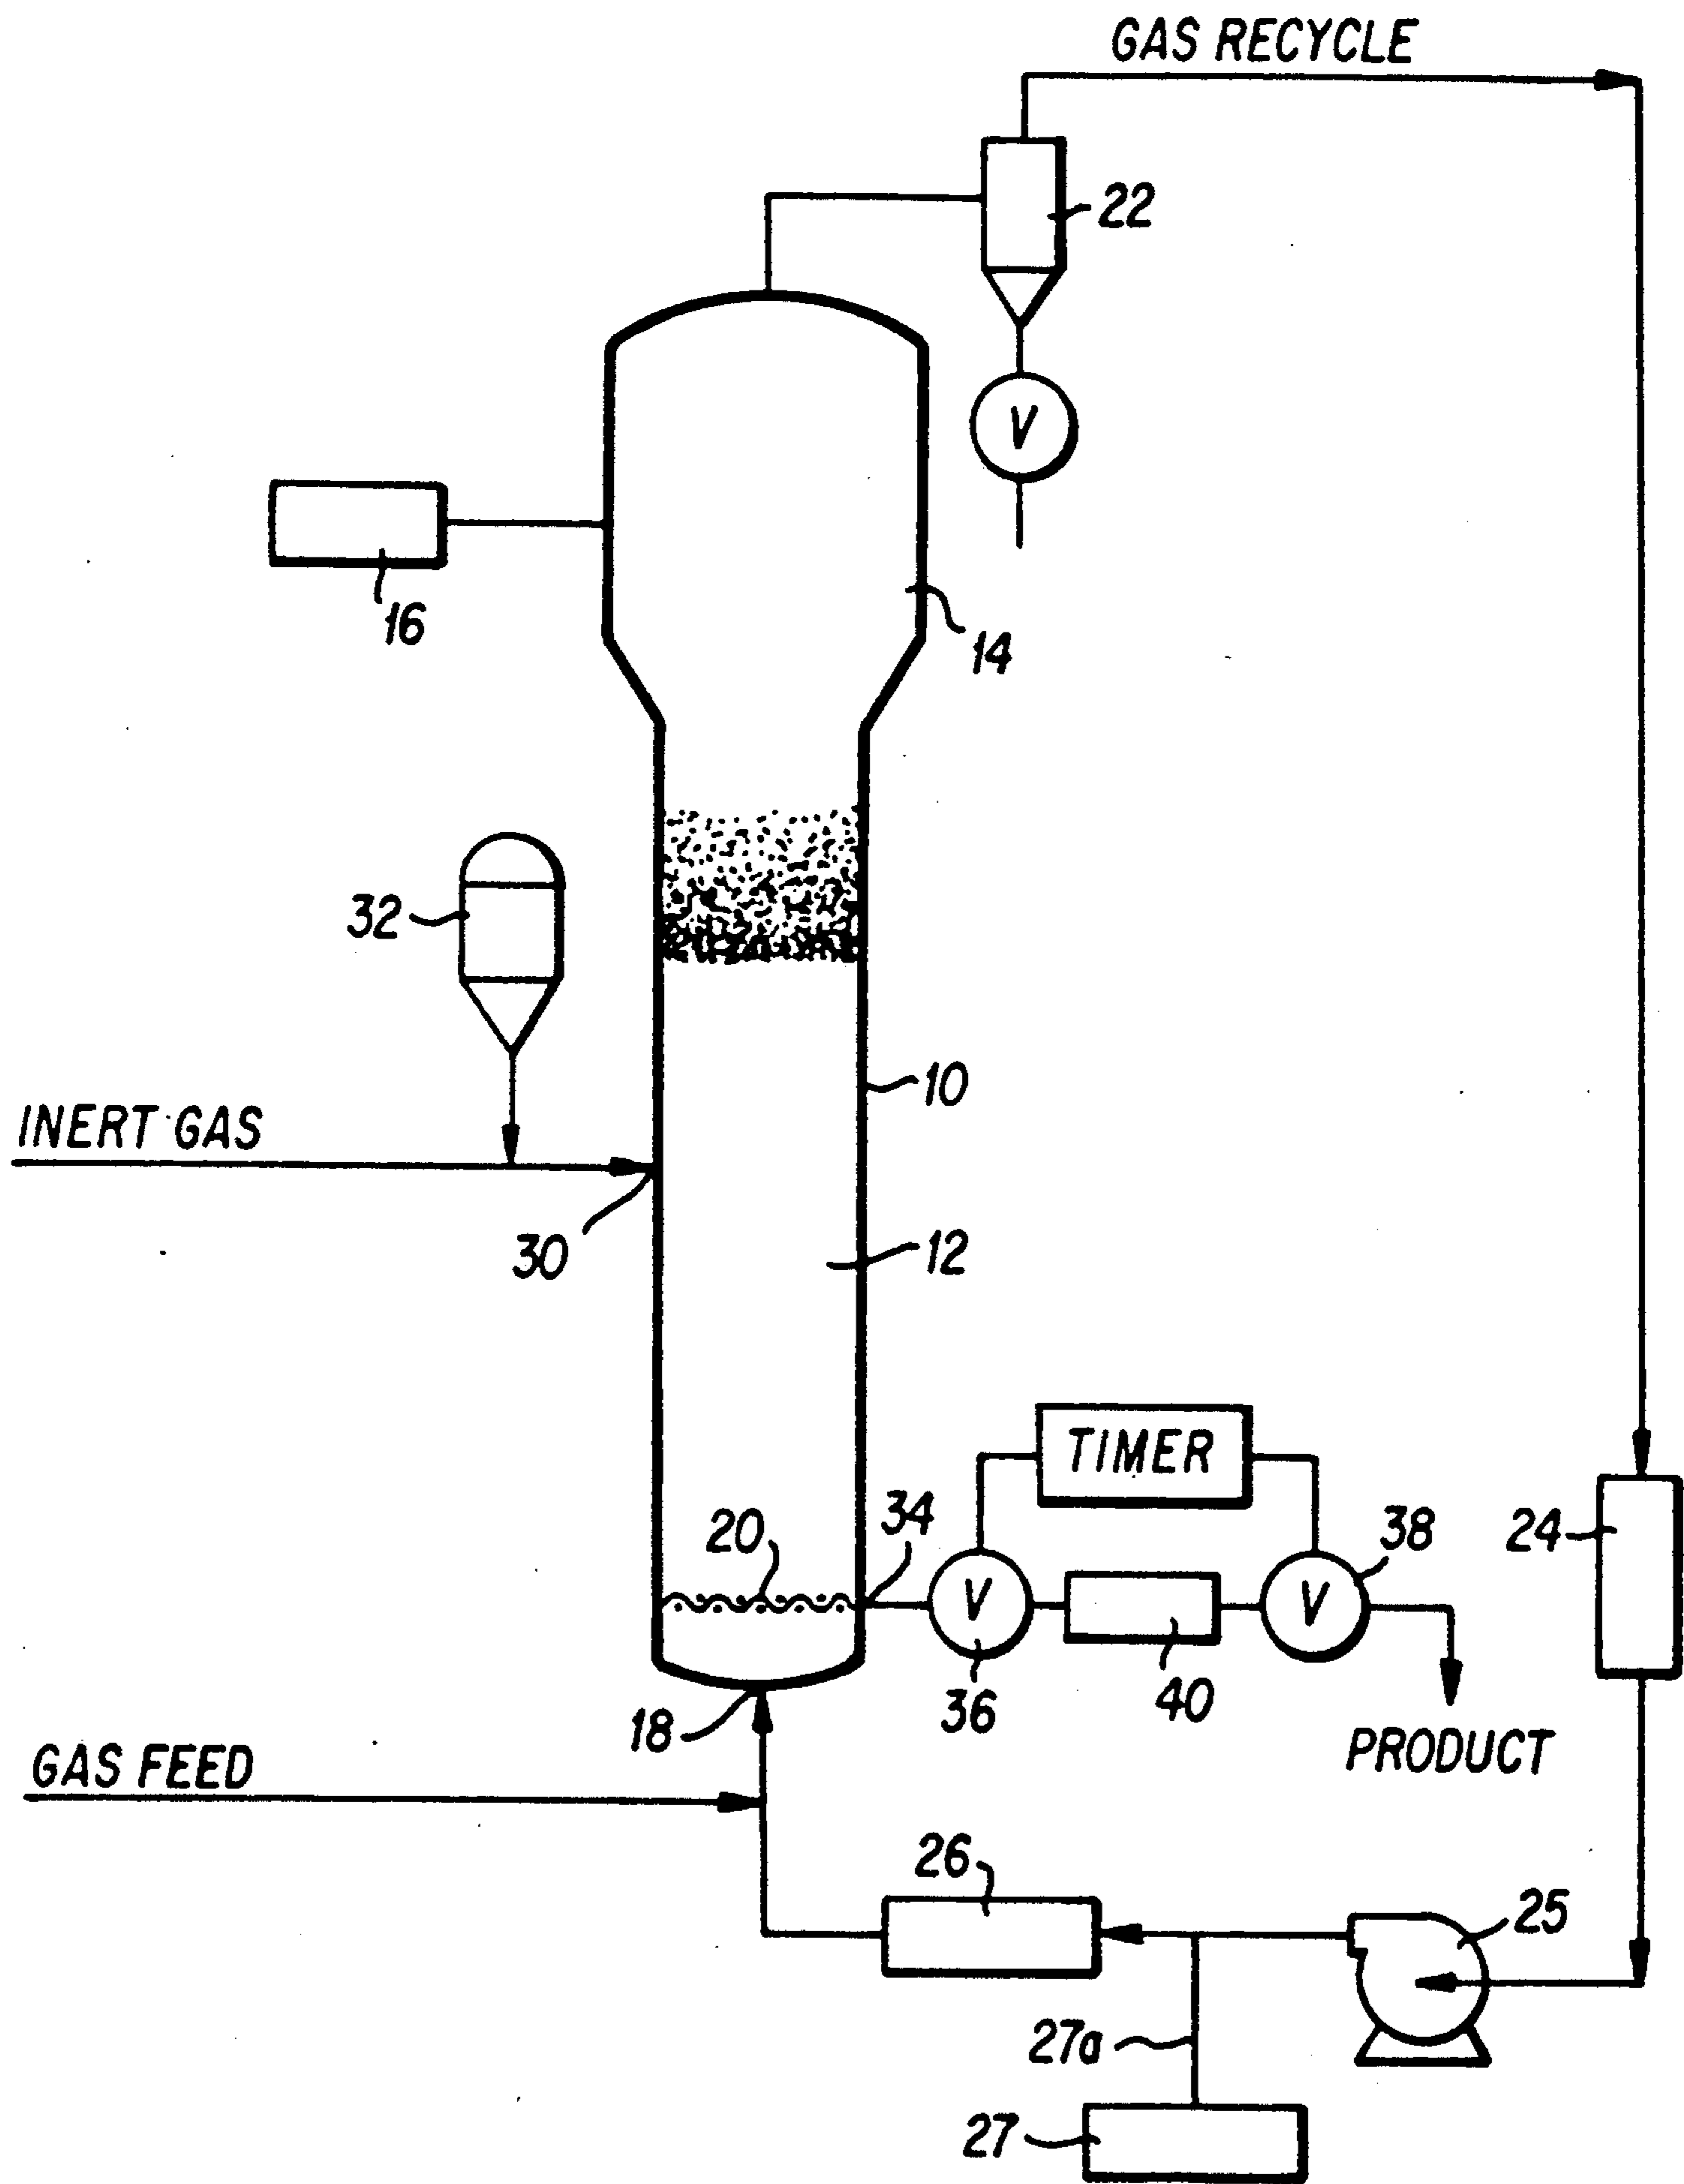 GAS RECYCLE
22
V
16
14
32
10
INERT GAS
30
12
TIMER
34
38
20
24
V
V
36
40
18
PRODUCT
GAS FEED
26
25
27a
27